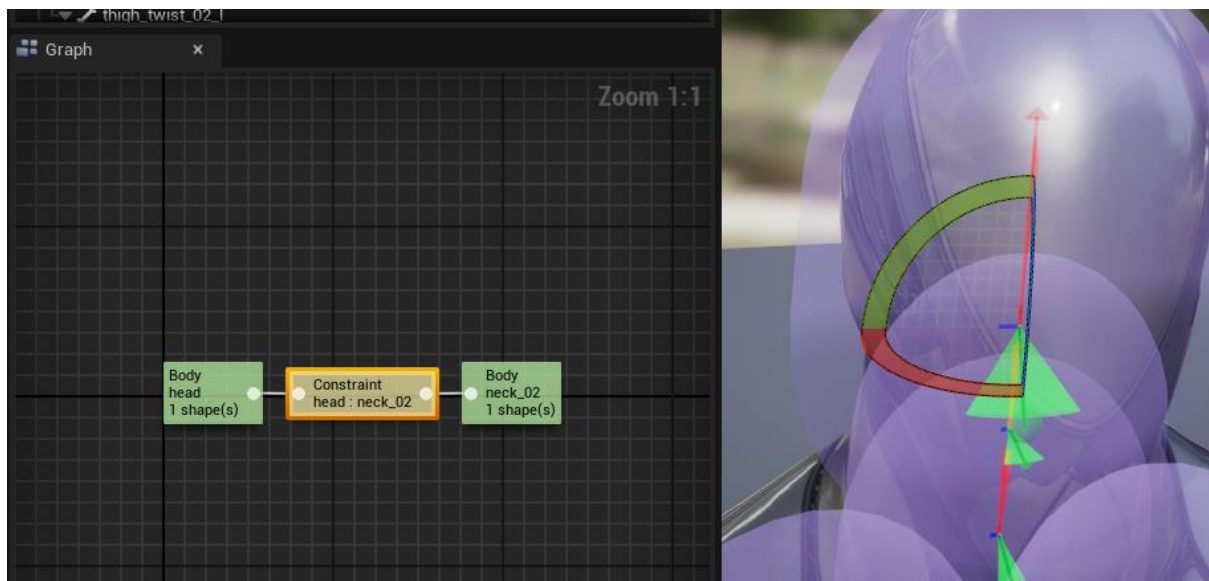 thigh_twist_02_l
Graph
Zoom 1:1
Body
head
1 shape(s)
Constraint
head : neck_02
Body
neck_02
1 shape(s)